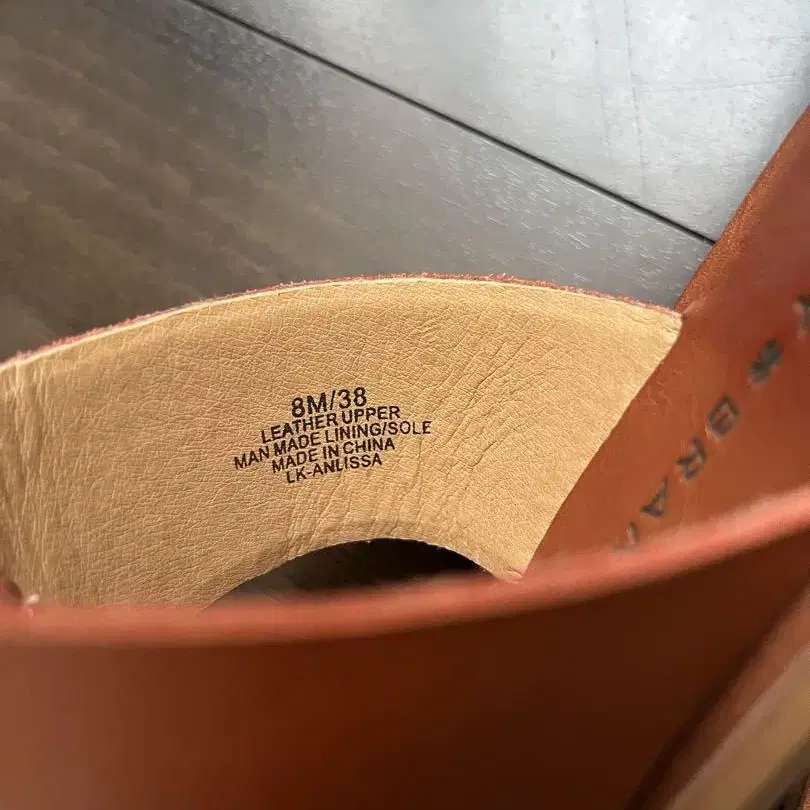 8M/38
LEATHER UPPER
MAN MADE LINING/SOLE
MADE IN CHINA
LK-ANLISSA